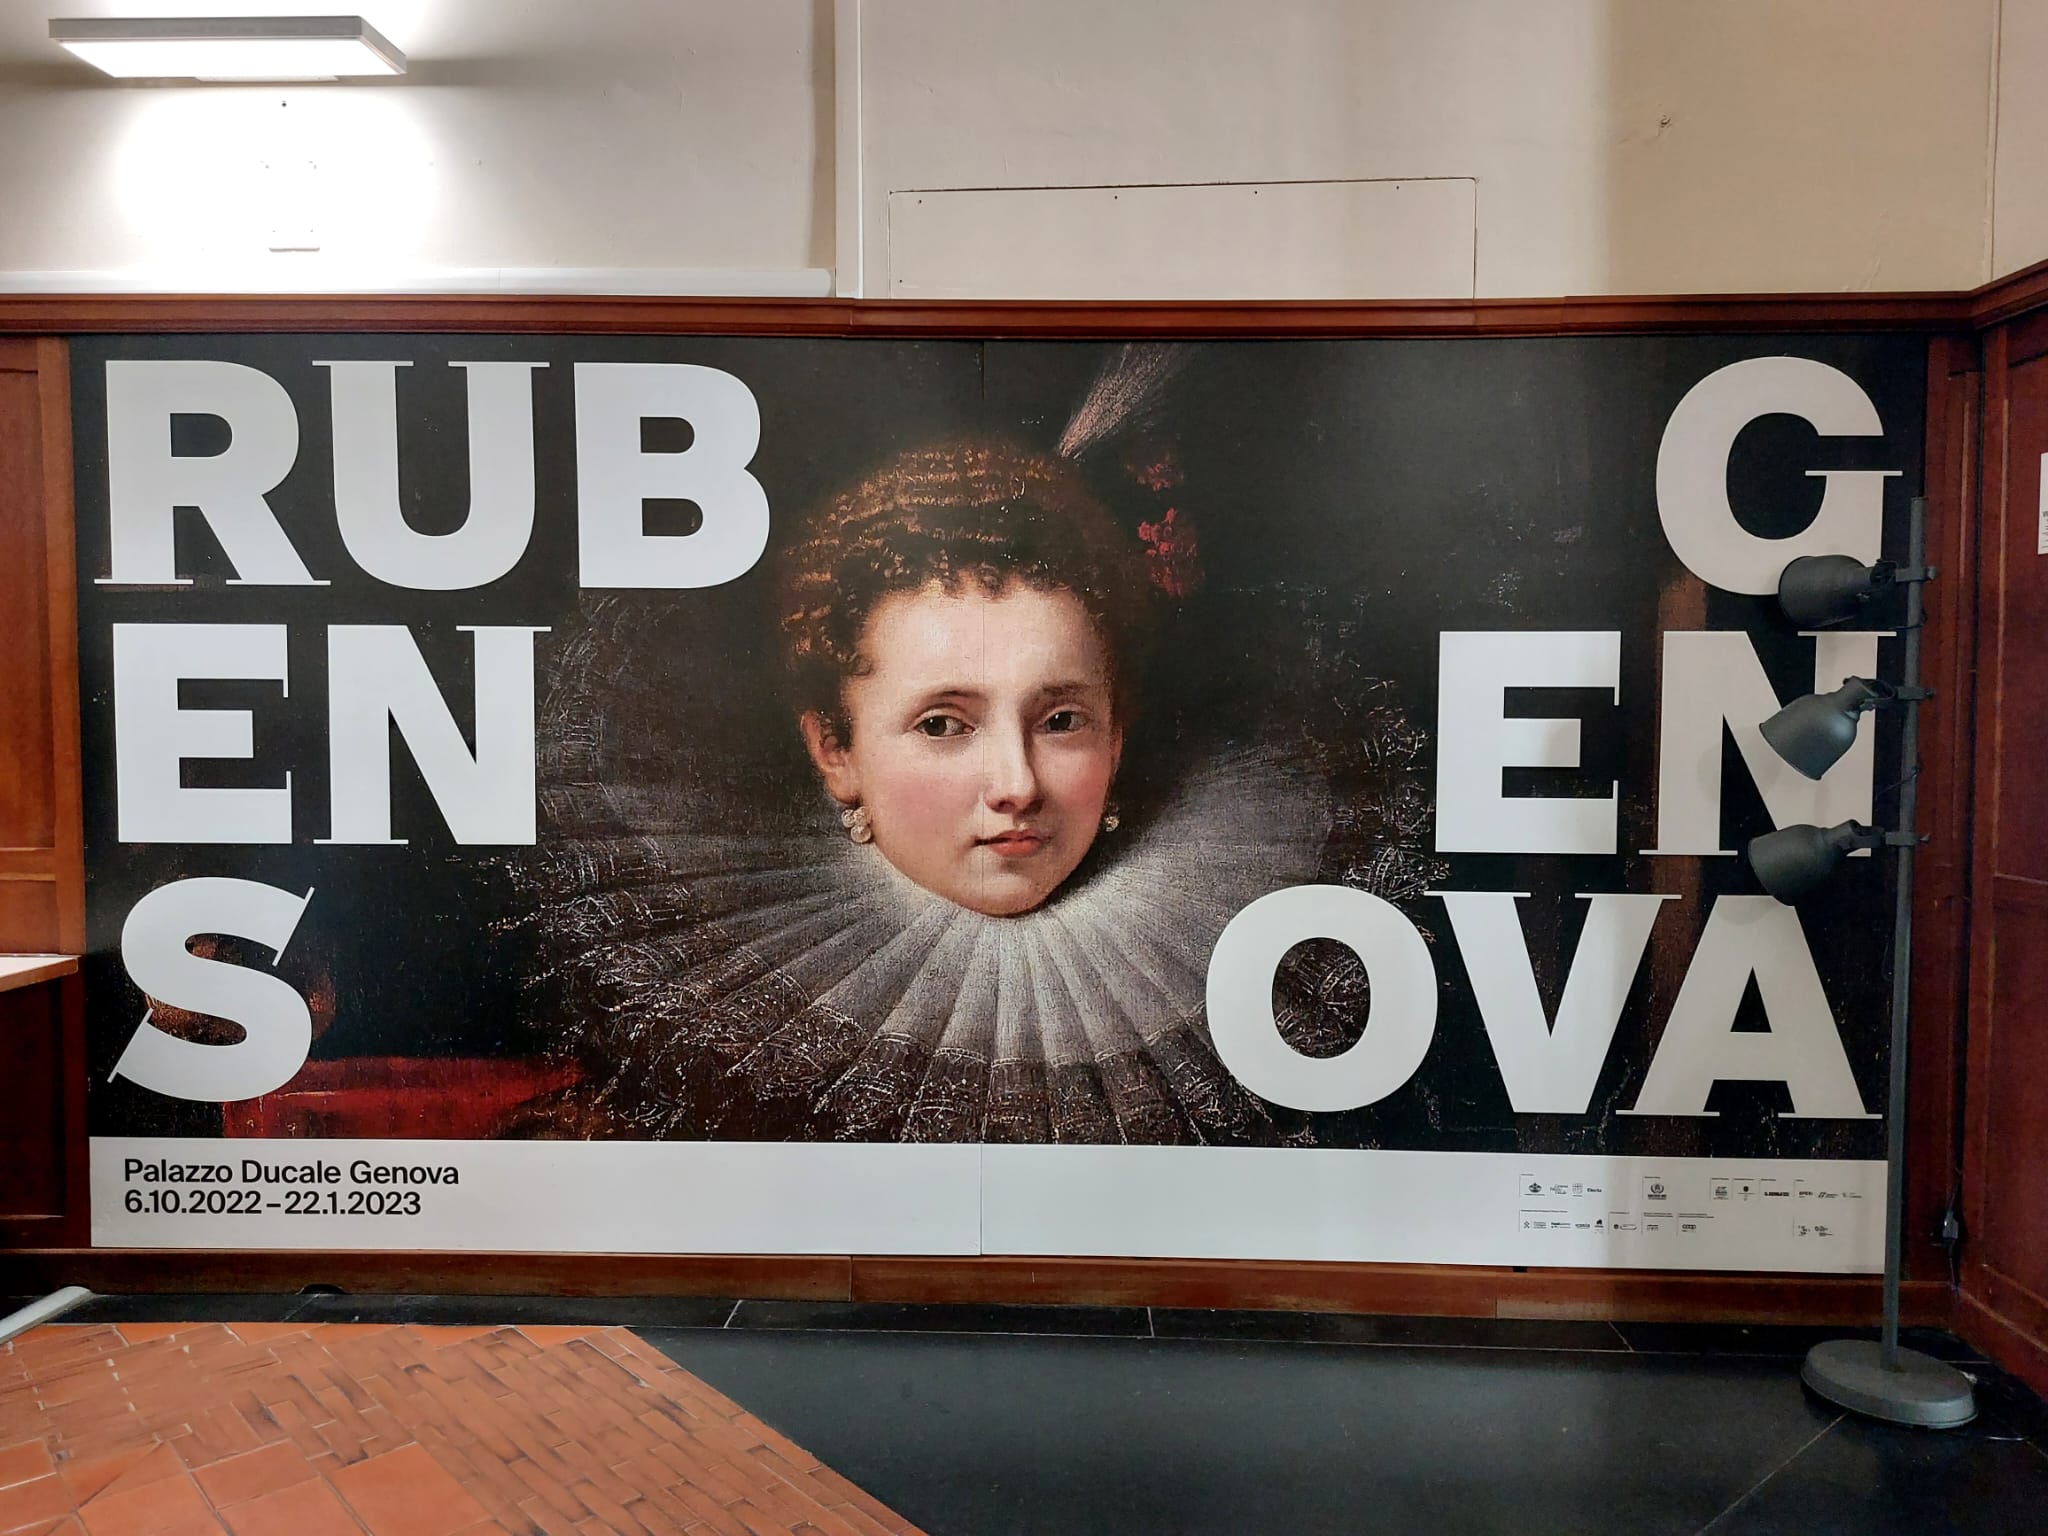 RUB
EN
S
G
EN
OVA
Palazzo Ducale Genova
6.10.2022 – 22.1.2023